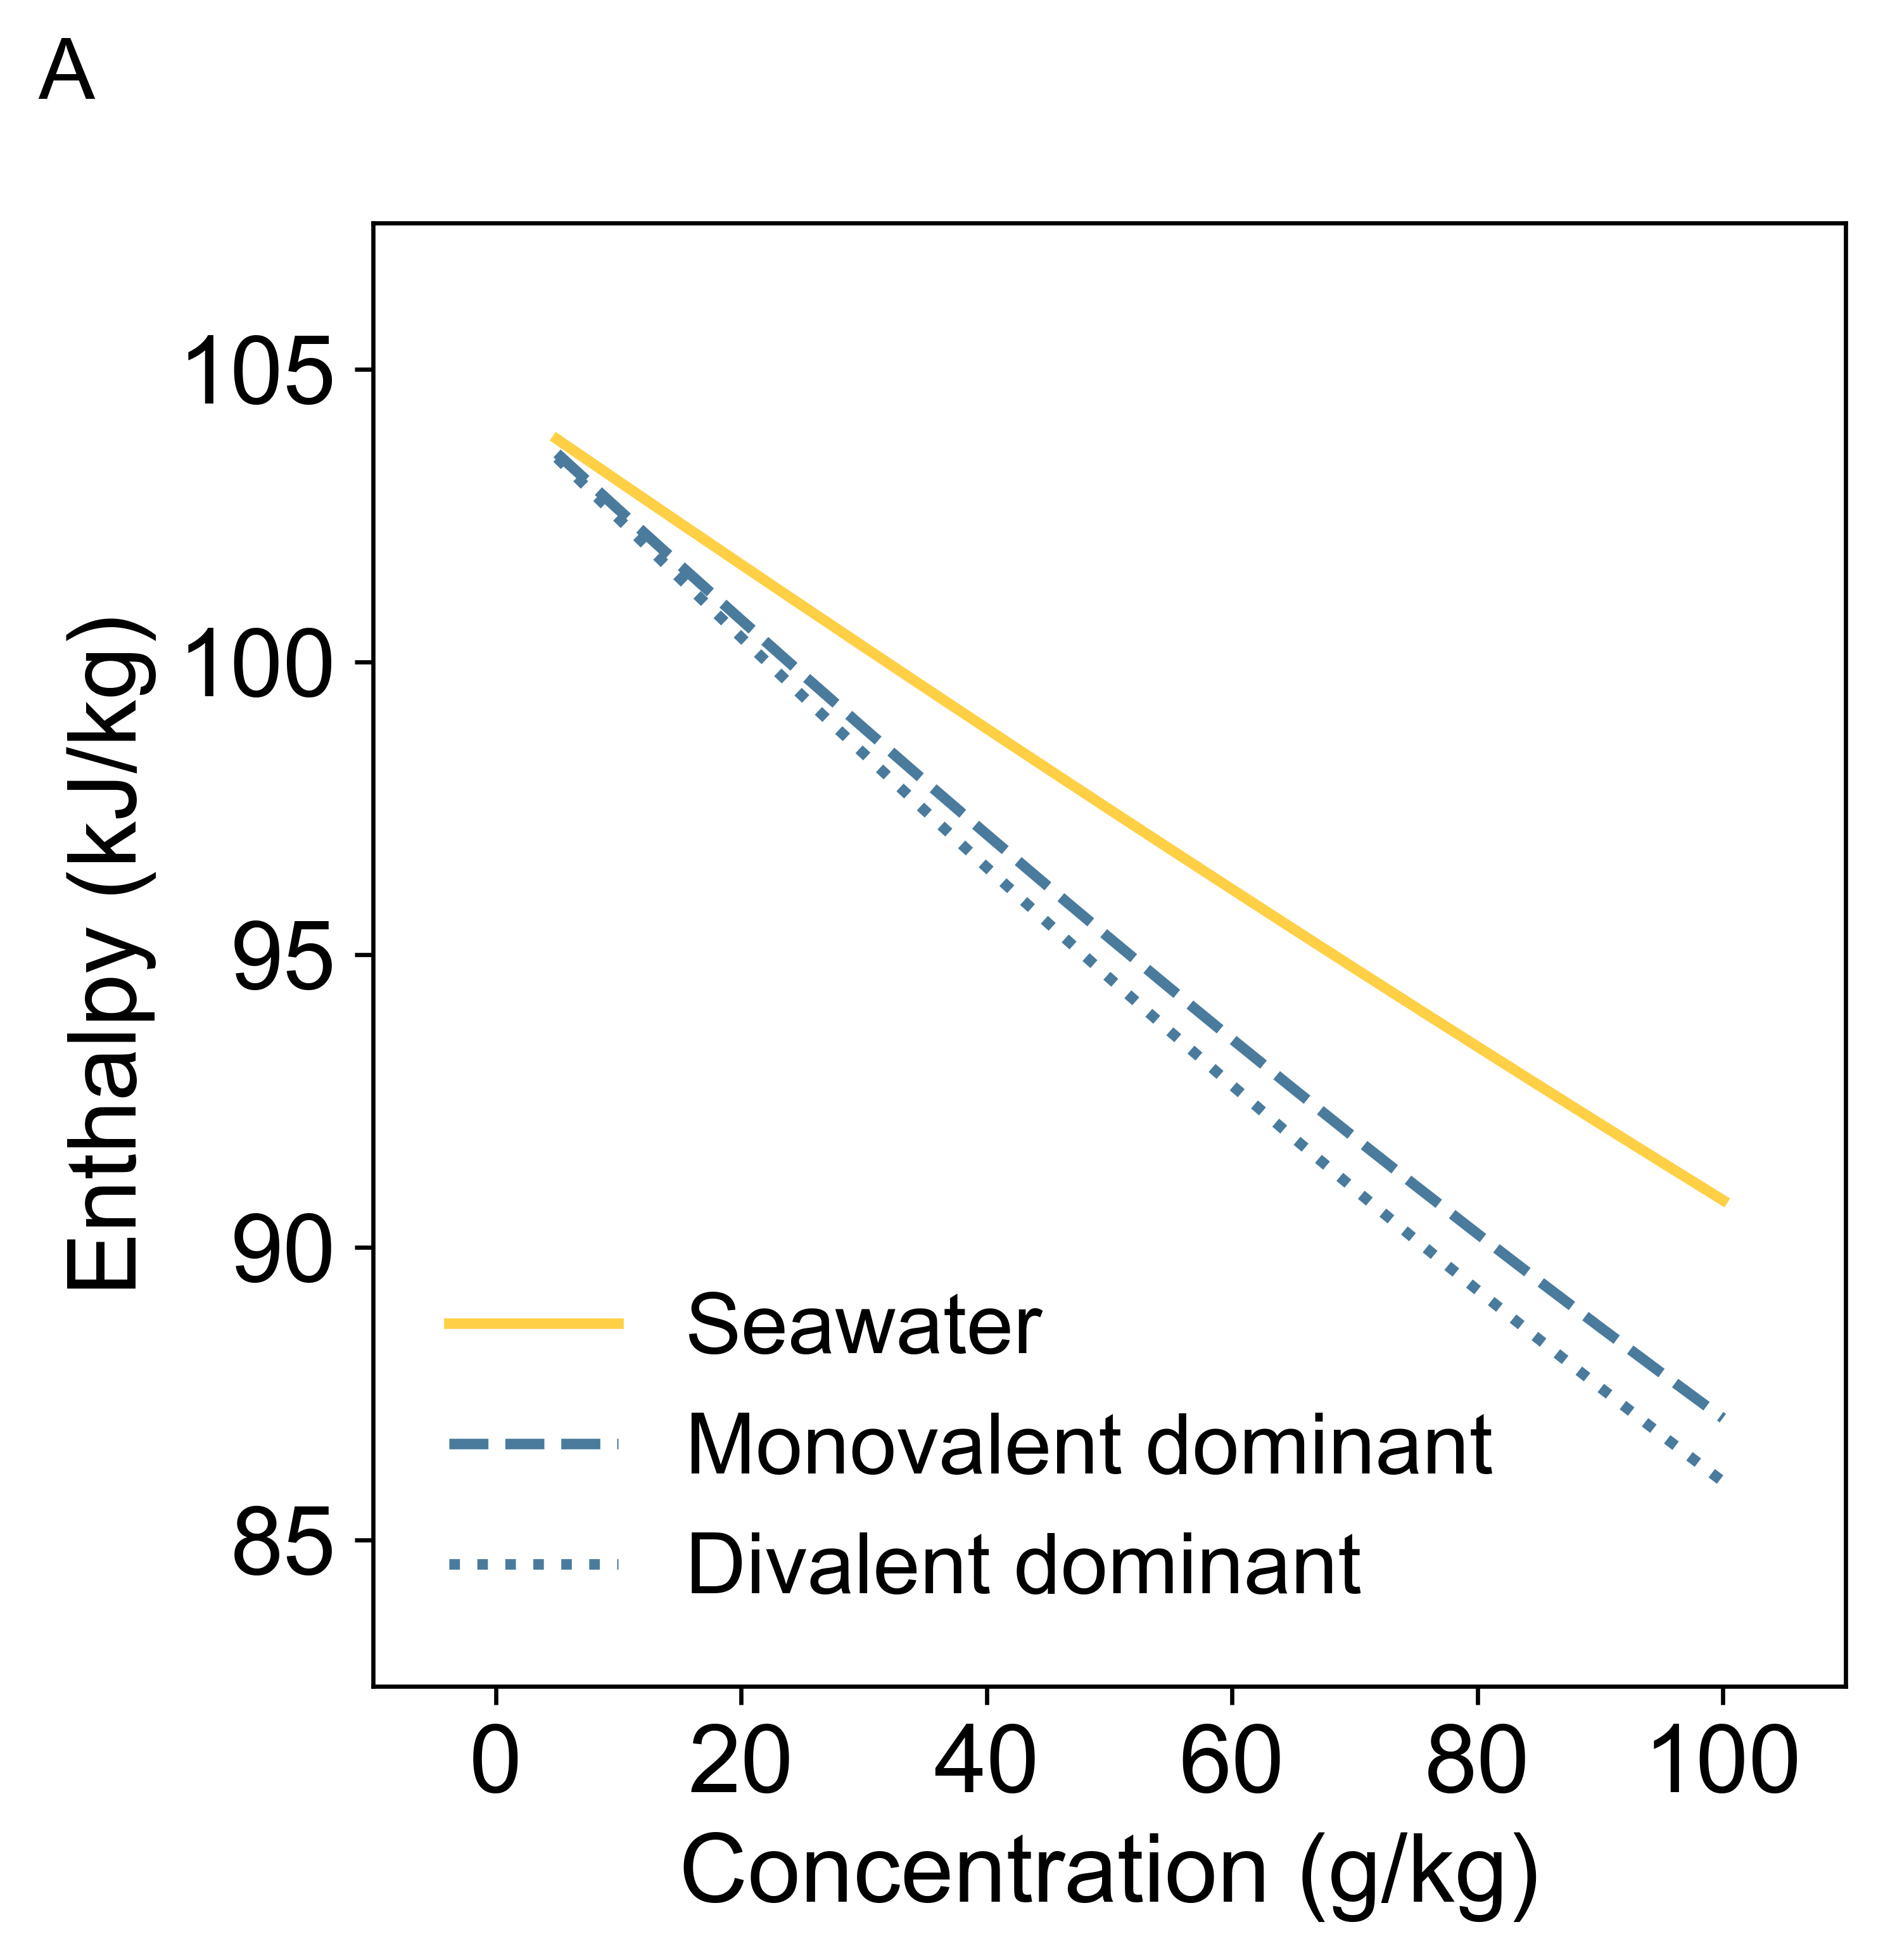 A
Enthalpy (kJ/kg)
105
100
95
90
85
Seawater
Monovalent dominant
Divalent dominant
0 20 40 60 80 100
Concentration (g/kg)